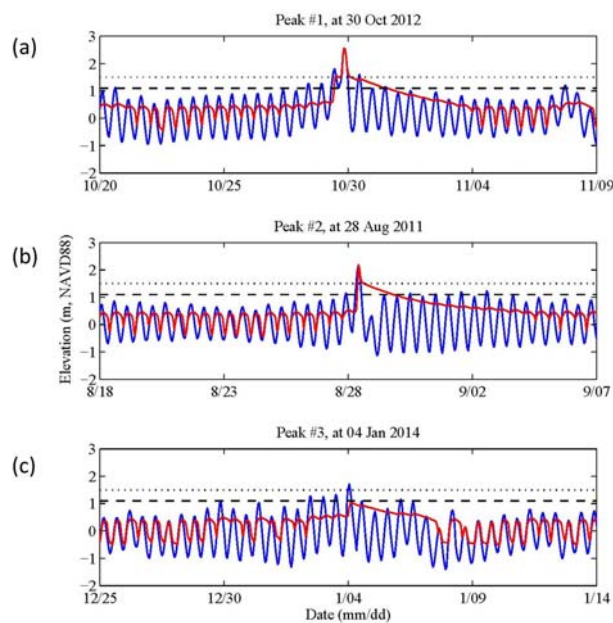 Peak #1, at 30 Oct 2012
(a)
3
2
1
0
−1
−2
10/20 10/25 10/30 11/04 11/09
Peak #2, at 28 Aug 2011
(b)
3
2
1
0
−1
−2
8/18 8/23 8/28 9/02 9/07
Elevation (m, NAVD88)
Peak #3, at 04 Jan 2014
(c)
3
2
1
0
−1
−2
12/25 12/30 1/04 1/09 1/14
Date (mm/dd)